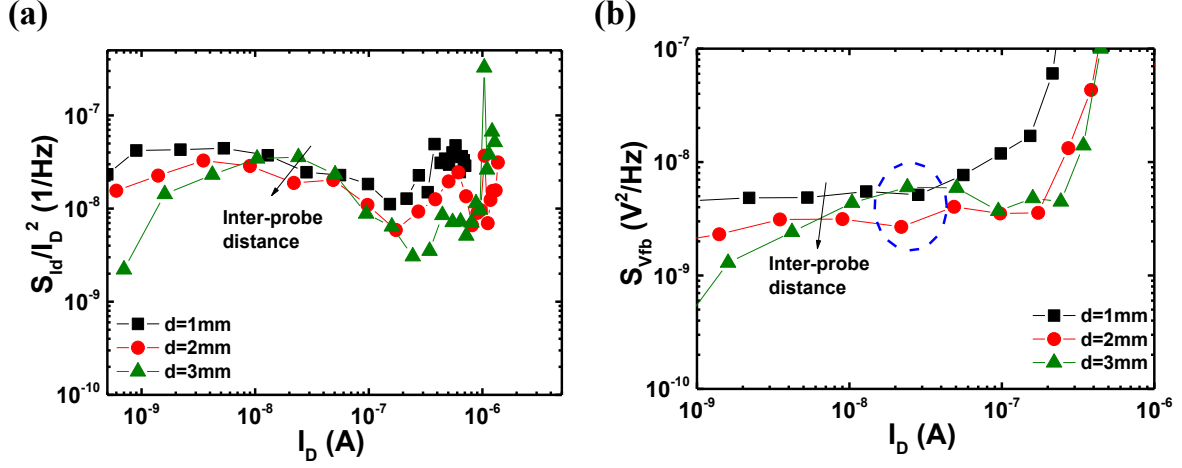 (a)
S_Id/I_D^2 (1/Hz)
10^-7
10^-8
10^-9
10^-10
Inter-probe
distance
d=1mm
d=2mm
d=3mm
10^-9 10^-8 10^-7 10^-6
I_D (A)
(b)
S_Vfb (V^2/Hz)
10^-7
10^-8
10^-9
10^-10
Inter-probe
distance
d=1mm
d=2mm
d=3mm
10^-9 10^-8 10^-7 10^-6
I_D (A)